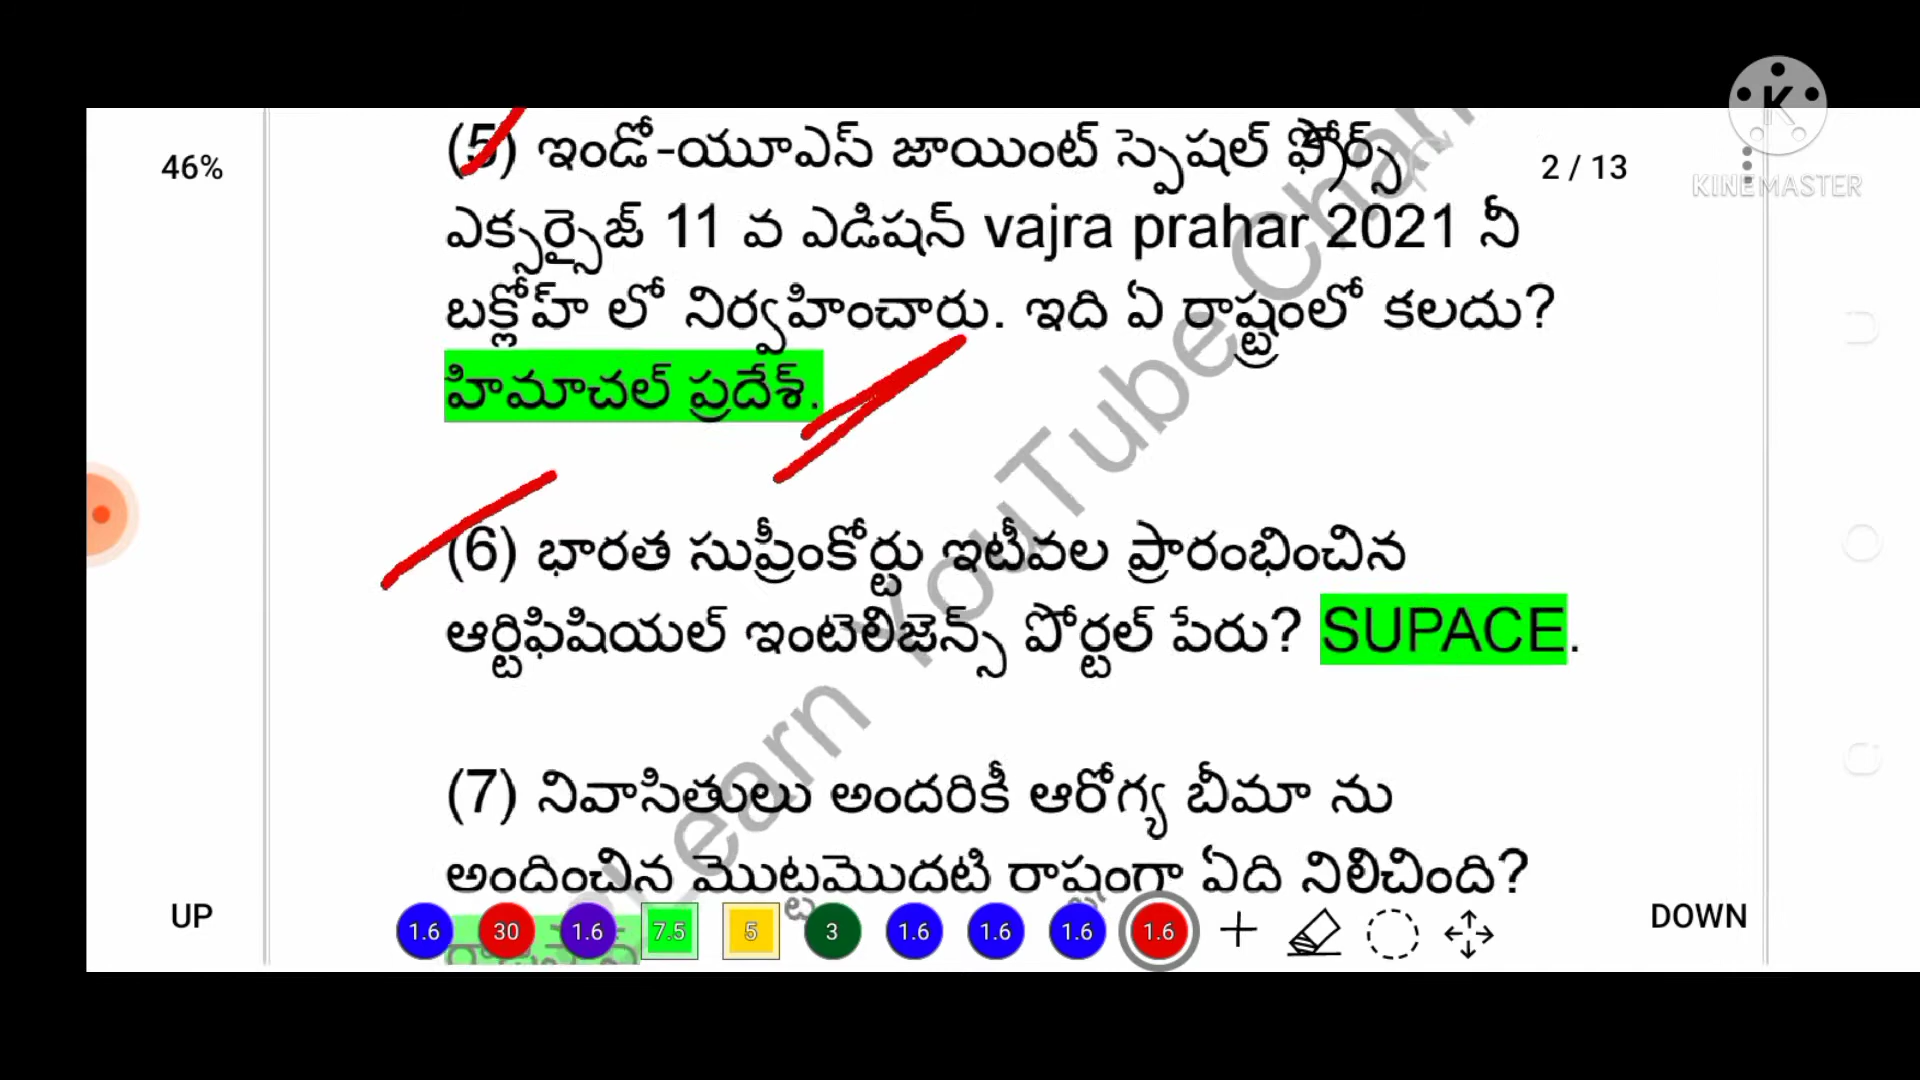 46%
2 / 13
KINEMASTER
(5) ఇండో-యూఎస్ జాయింట్ స్పెషల్ ఫోర్స్
ఎక్సర్సైజ్ 11 వ ఎడిషన్ vajra prahar 2021 నీ
బక్లోహ్ లో నిర్వహించారు. ఇది ఏ రాష్ట్రంలో కలదు?
హిమాచల్ ప్రదేశ్.
(6) భారత సుప్రీంకోర్టు ఇటీవల ప్రారంభించిన
ఆర్టిఫిషియల్ ఇంటెలిజెన్స్ పోర్టల్ పేరు? SUPACE.
(7) నివాసితులు అందరికీ ఆరోగ్య బీమా ను
అందించిన మొట్టమొదటి రాష్ట్రంగా ఏది నిలిచింది?
Learn YouTube
UP
DOWN
1.6 30 1.6 7.5 5 3 1.6 1.6 1.6 1.6